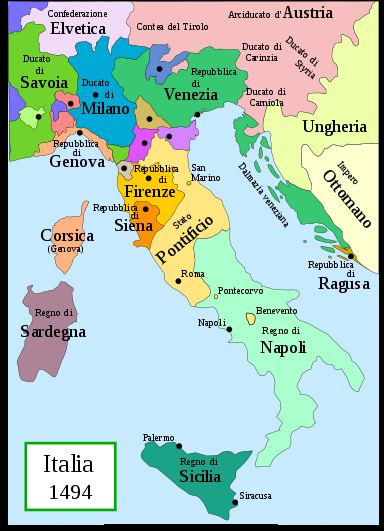 Confederazione
Elvetica
Contea del Tirolo
Arciducato d'Austria
Ducato di
Carinzia
Ducato di
Styria
Ducato
di
Savoia
Ducato
di
Milano
Repubblica
di
Venezia
Ducato di
Carniola
Ungheria
Repubblica
di
Genova
Impero
Ottomano
Dalmazia veneziana
Repubblica
di
Firenze
San
Marino
Repubblica
di
Siena
Stato
Pontificio
Corsica
(Genova)
Repubblica
di
Ragusa
Roma
Pontecorvo
Benevento
Napoli
Regno di
Napoli
Regno di
Sardegna
Palermo
Regno di
Sicilia
Siracusa
Italia
1494